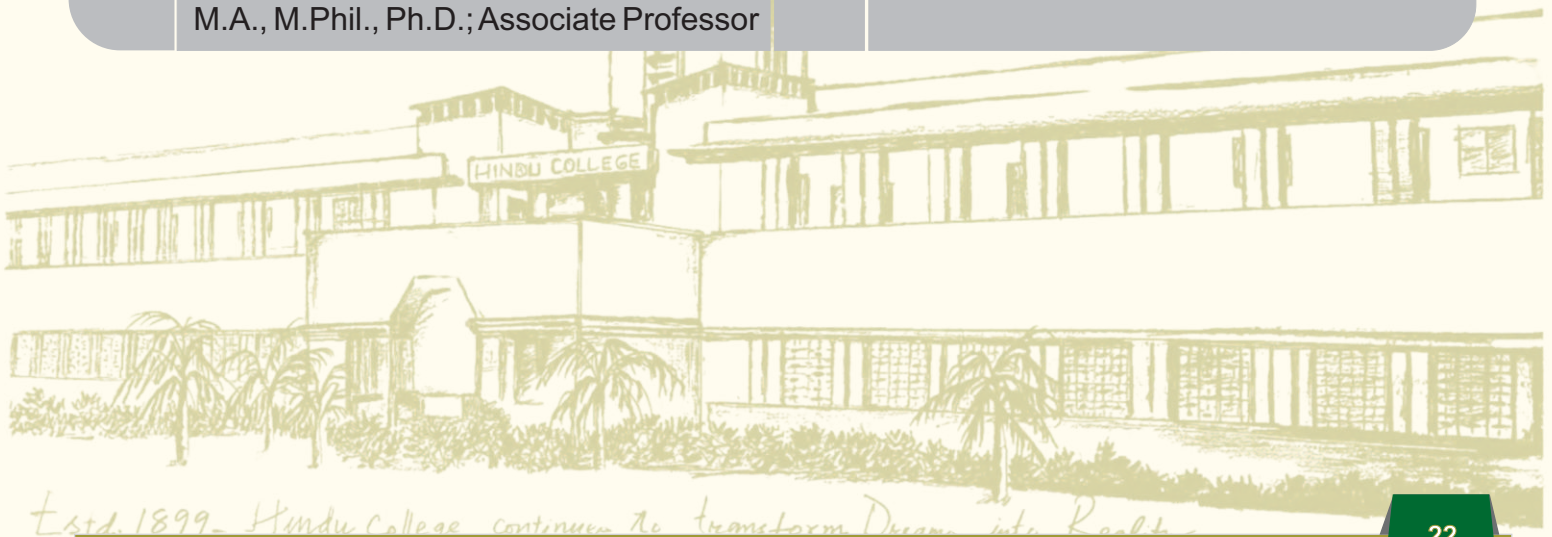 M.A., M.Phil., Ph.D.; Associate Professor
HINDU COLLEGE
Estd. 1899- Hindu College continues to transform Dreams into Reality
22